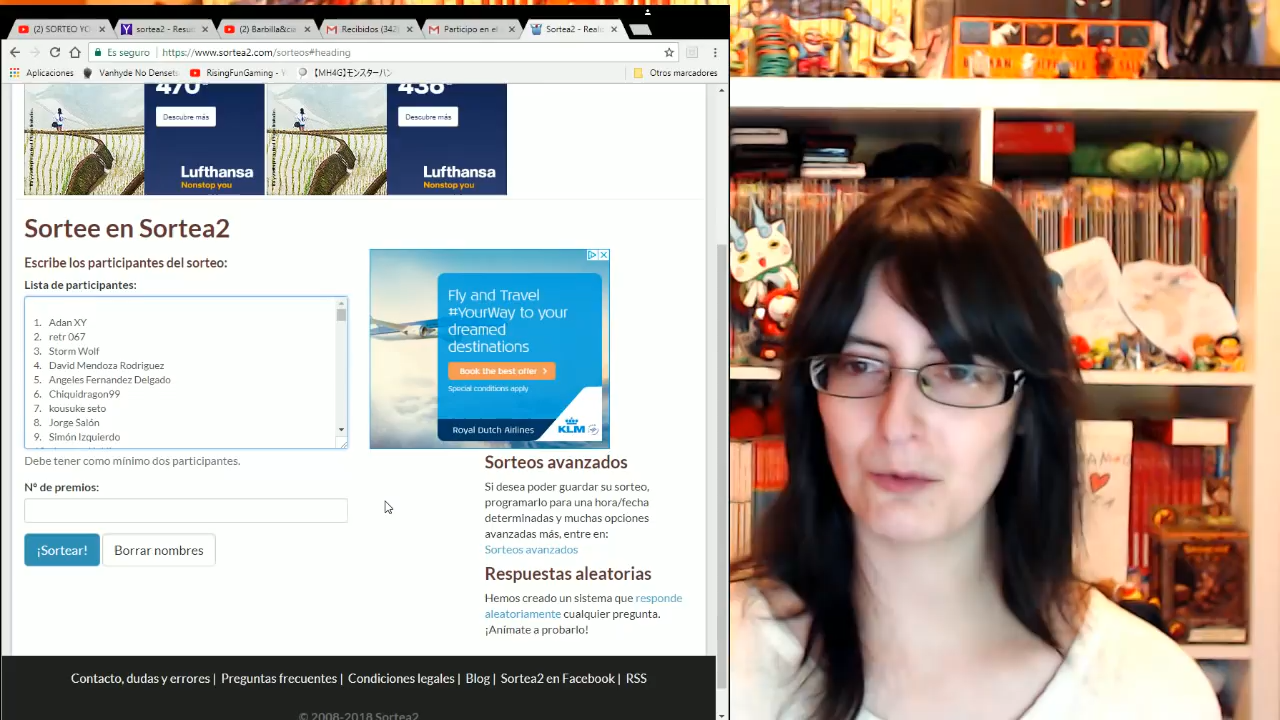 (2) SORTEO YO
sortea2 - Resu
(2) Barbilla&cia
Recibidos (342
Participo en el
Sortea2 - Reali
Es seguro
https://www.sortea2.com/sorteos#heading
Aplicaciones
Vanhyde No Denset
RisingFunGaming - Y
【MH4G】モンスターハン
Otros marcadores
470
436
Descubre más
Descubre más
Lufthansa
Nonstop you
Lufthansa
Nonstop you
Sortee en Sortea2
Escribe los participantes del sorteo:
Lista de participantes:
1. Adan XY
2. retr 067
3. Storm Wolf
4. David Mendoza Rodriguez
5. Angeles Fernandez Delgado
6. Chiquidragon99
7. kousuke seto
8. Jorge Salón
9. Simón Izquierdo
Debe tener como mínimo dos participantes.
Nº de premios:
¡Sortear!
Borrar nombres
Fly and Travel
#YourWay to your
dreamed
destinations
Book the best offer
Special conditions apply
Royal Dutch Airlines
KLM
Sorteos avanzados
Si desea poder guardar su sorteo,
programarlo para una hora/fecha
determinadas y muchas opciones
avanzadas más, entre en:
Sorteos avanzados
Respuestas aleatorias
Hemos creado un sistema que responde
aleatoriamente cualquier pregunta.
¡Anímate a probarlo!
Contacto, dudas y errores | Preguntas frecuentes | Condiciones legales | Blog | Sortea2 en Facebook | RSS
© 2008-2018 Sortea2